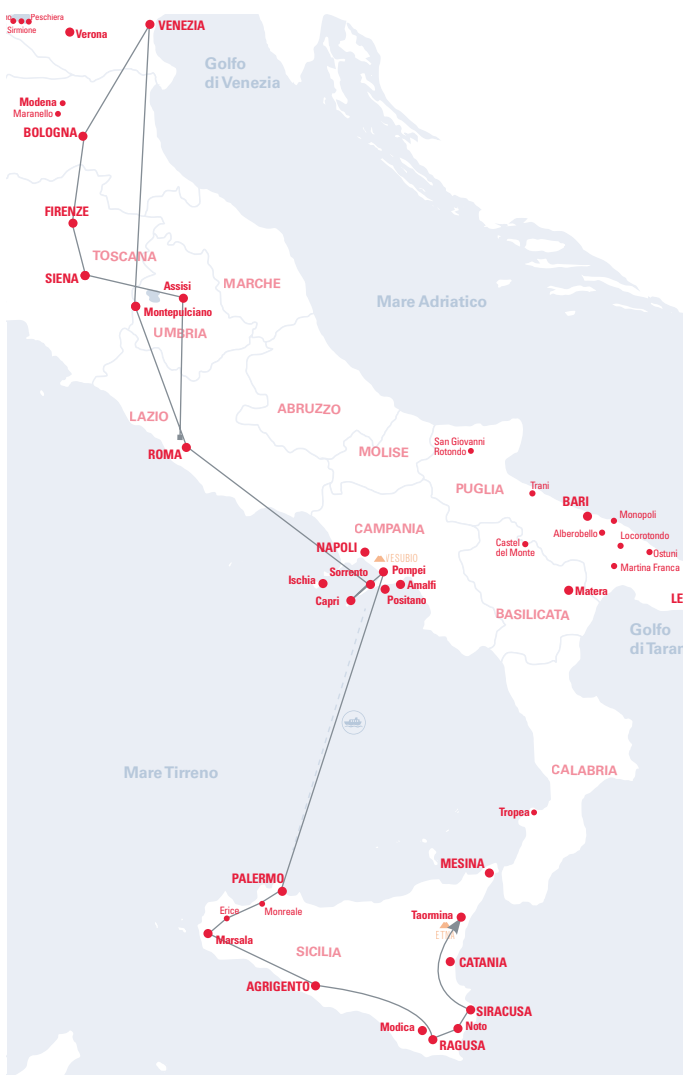 Peschiera
Sirmione
Verona
VENEZIA
Golfo
di Venezia
Modena
Maranello
BOLOGNA
FIRENZE
TOSCANA
SIENA
Assisi
MARCHE
Montepulciano
UMBRIA
Mare Adriatico
LAZIO
ABRUZZO
ROMA
MOLISE
San Giovanni
Rotondo
PUGLIA
Trani
BARI
Monopoli
CAMPANIA
Alberobello
Locorotondo
NAPOLI
VESUBIO
Castel
del Monte
Ostuni
Sorrento
Pompei
Martina Franca
Ischia
Amalfi
Capri
Positano
Matera
LE
BASILICATA
Golfo
di Taran
Mare Tirreno
CALABRIA
Tropea
MESINA
PALERMO
Erice
Monreale
Taormina
ETNA
Marsala
SICILIA
CATANIA
AGRIGENTO
SIRACUSA
Modica
Noto
RAGUSA